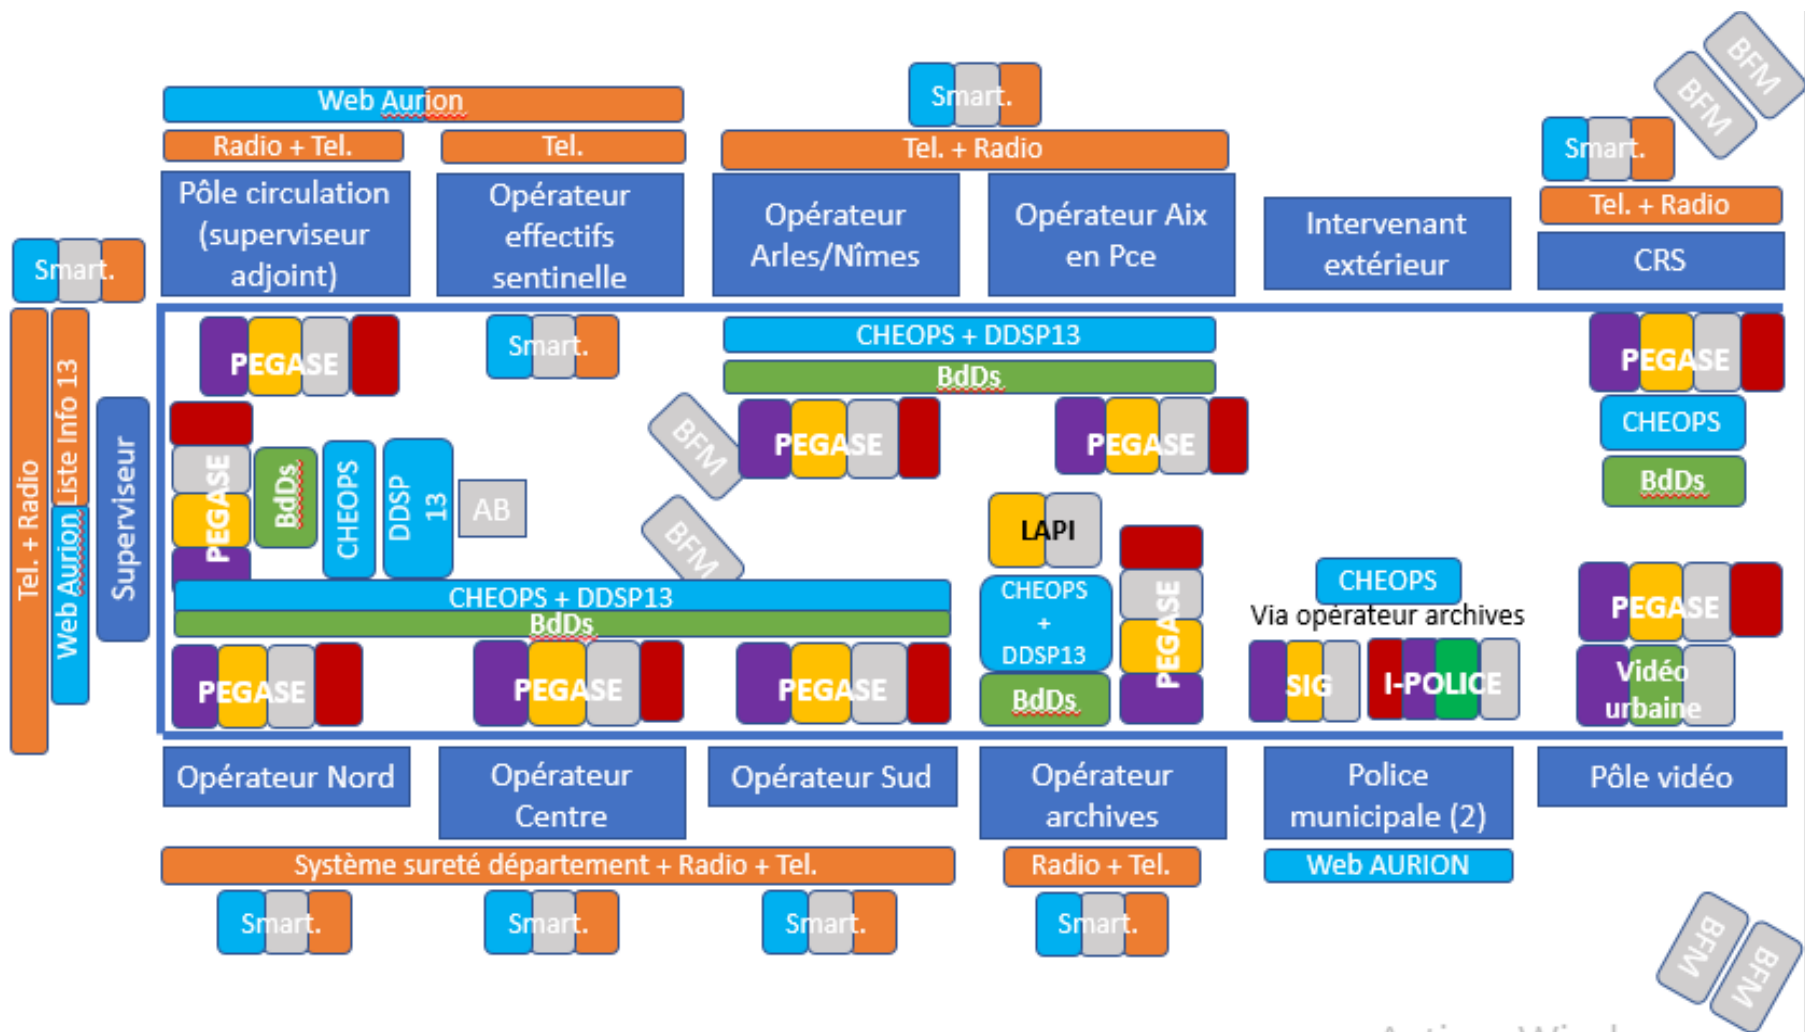 BFM
BFM
Smart.
Web Aurion
Smart.
Radio + Tel.
Tel.
Tel. + Radio
Tel. + Radio
Pôle circulation
(superviseur
adjoint)
Opérateur
effectifs
sentinelle
Opérateur
Arles/Nîmes
Opérateur Aix
en Pce
Intervenant
extérieur
CRS
Smart.
Tel. + Radio
Liste Info 13
Web Aurion
Superviseur
PEGASE
Smart.
CHEOPS + DDSP13
BdDs
PEGASE
PEGASE
PEGASE
CHEOPS
BdDs
PEGASE
BdDs
CHEOPS
DDSP
13
AB
BFM
BFM
LAPI
CHEOPS
+
DDSP13
BdDs
PEGASE
CHEOPS
Via opérateur archives
SIG
I-POLICE
PEGASE
Vidéo
urbaine
CHEOPS + DDSP13
BdDs
PEGASE
PEGASE
PEGASE
Opérateur Nord
Opérateur
Centre
Opérateur Sud
Opérateur
archives
Police
municipale (2)
Pôle vidéo
Système sureté département + Radio + Tel.
Radio + Tel.
Web AURION
Smart.
Smart.
Smart.
Smart.
BFM
BFM